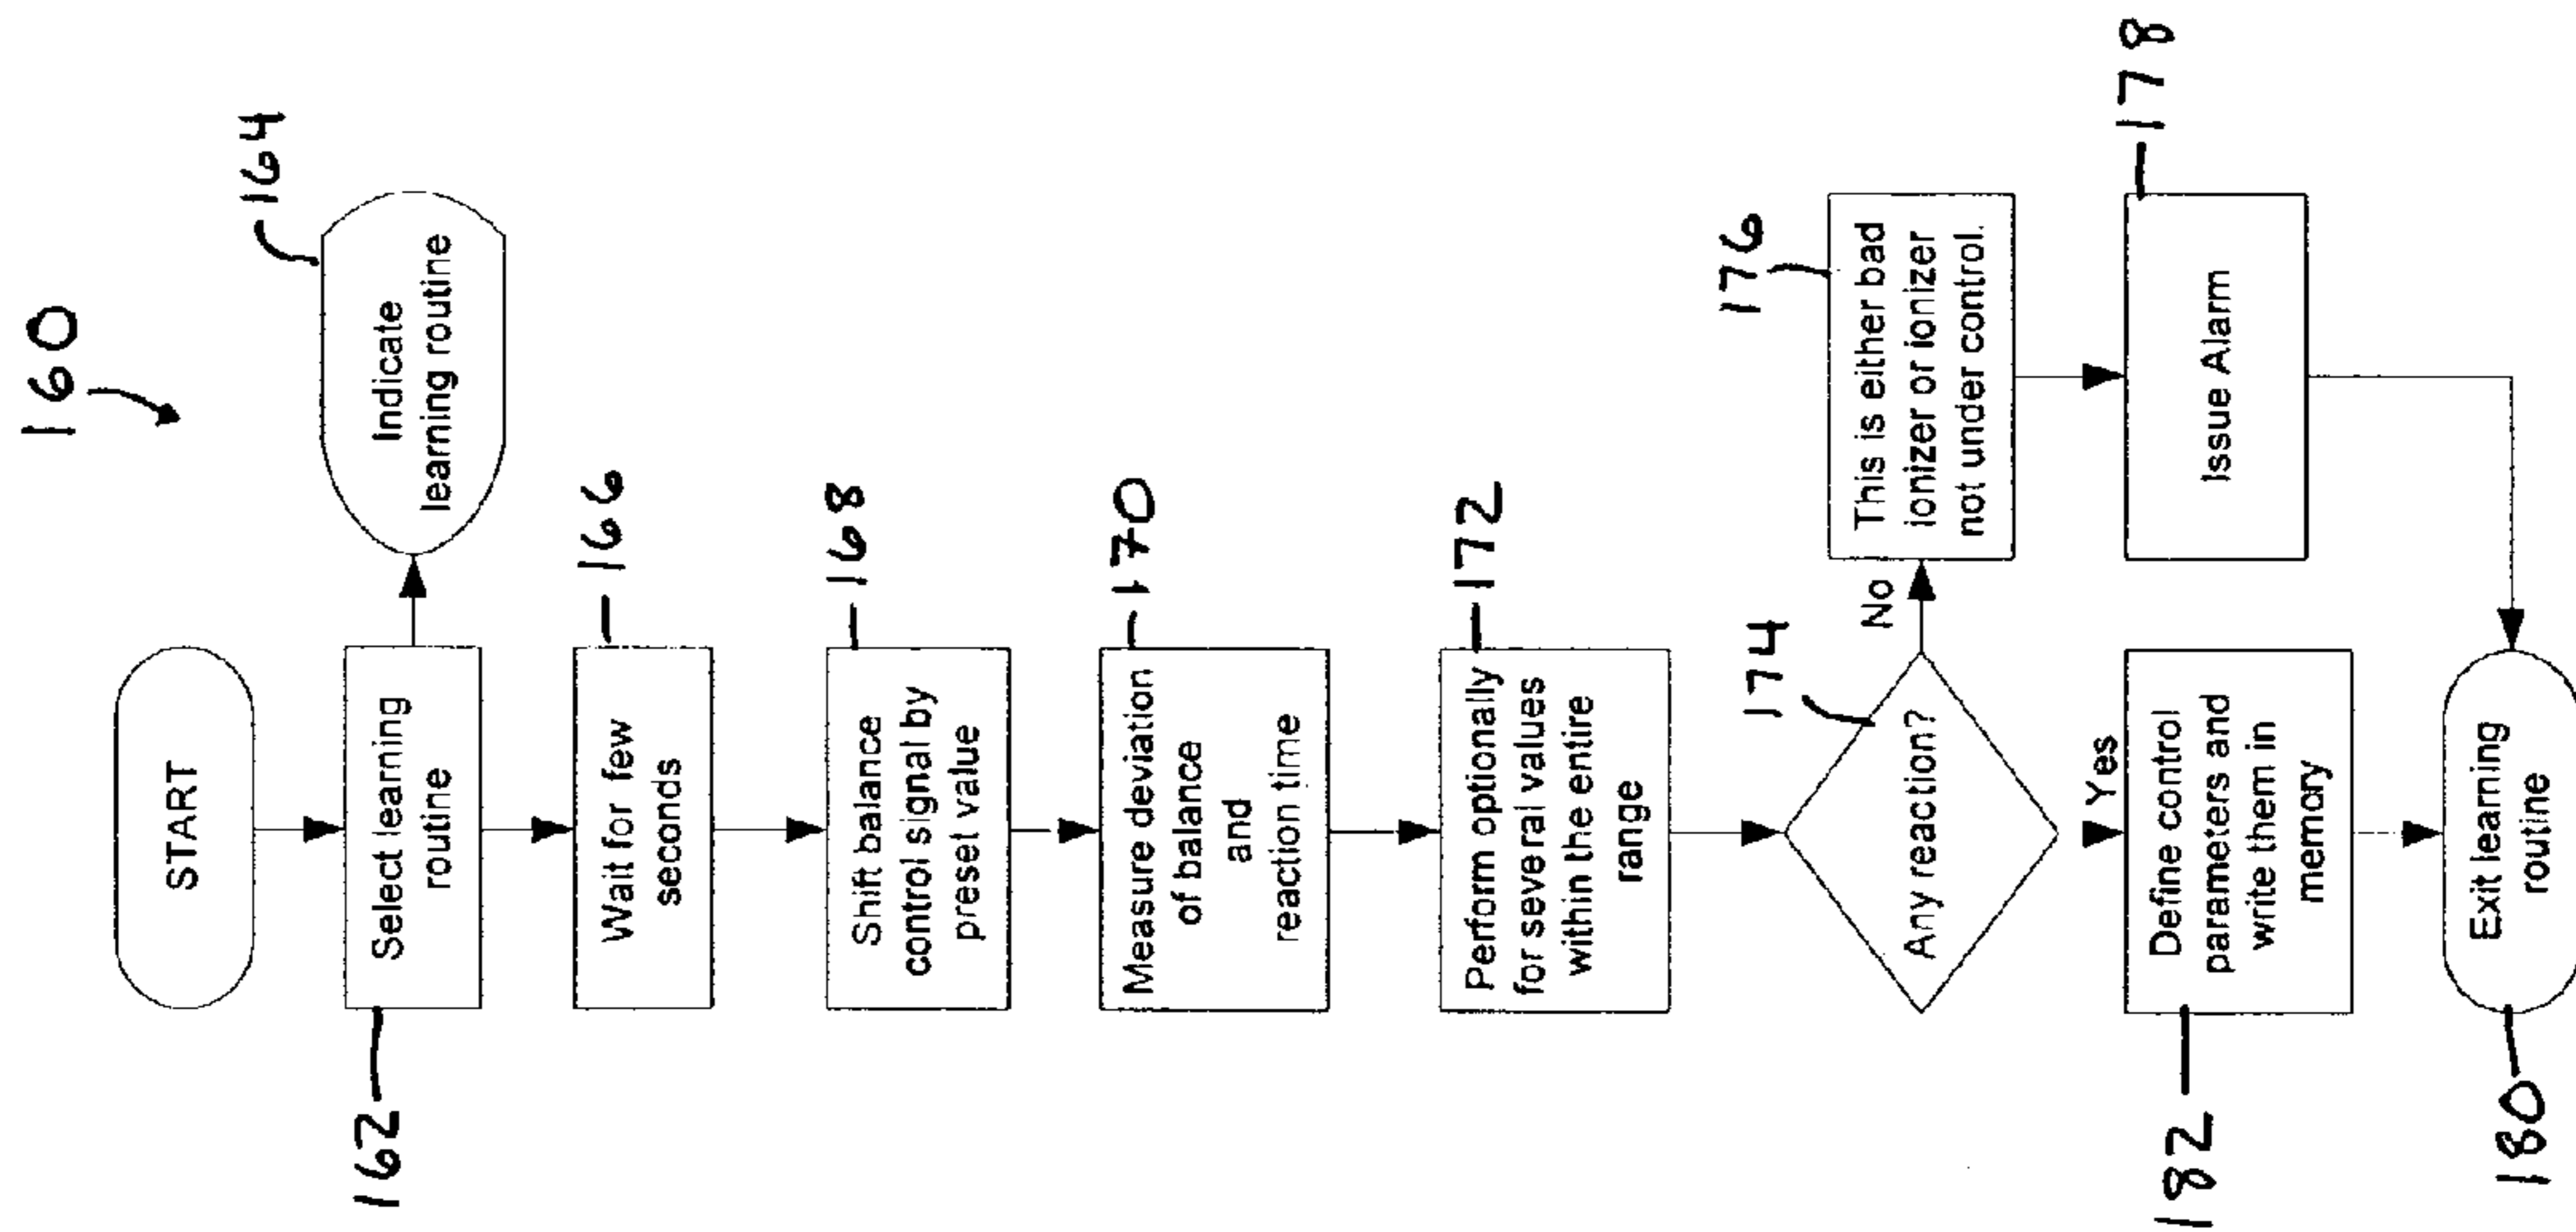 160
START
162
Select learning
routine
Indicate
learning routine
164
Wait for few
seconds
166
Shift balance
control signal by
preset value
168
Measure deviation
of balance
and
reaction time
170
Perform optionally
for several values
within the entire
range
172
174
Any reaction?
No
Yes
176
This is either bad
ionizer or ionizer
not under control.
182
Define control
parameters and
write them in
memory
Issue Alarm
178
180
Exit learning
routine